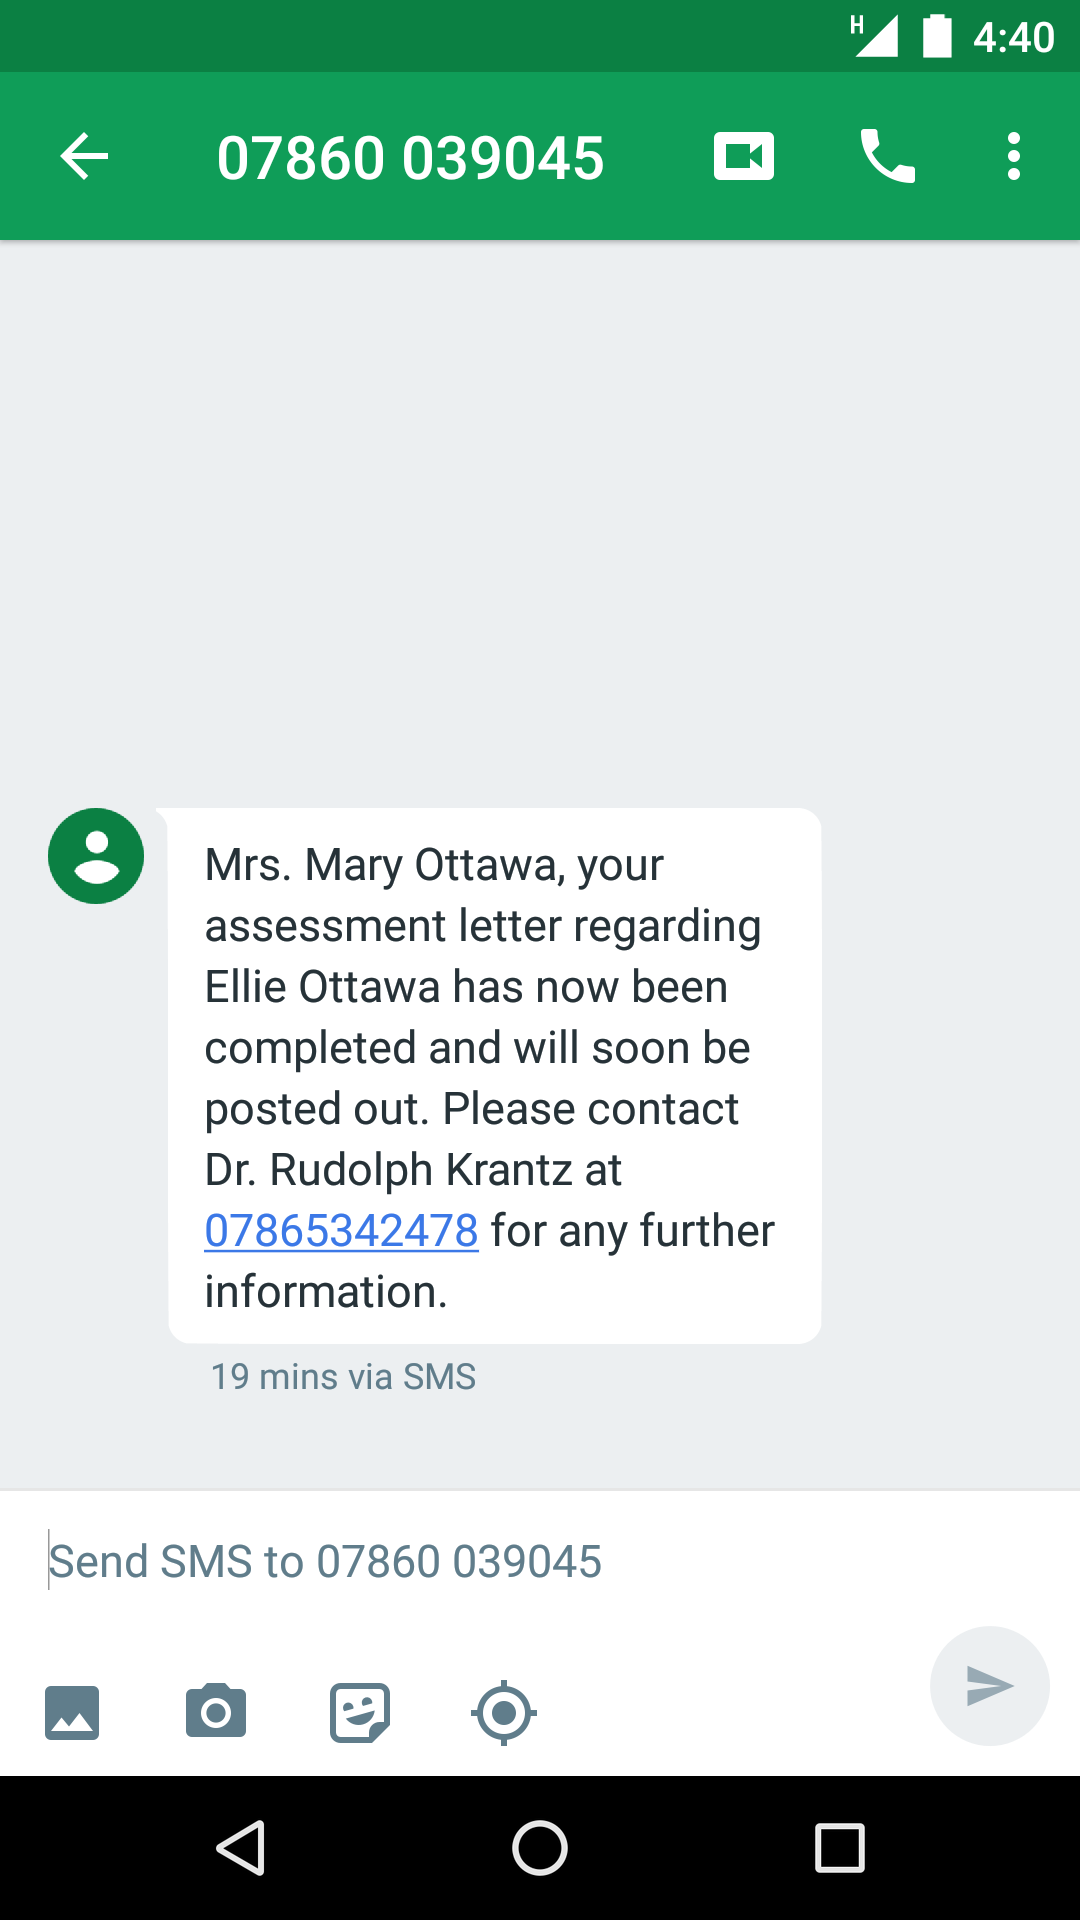 H 4:40
07860 039045
Mrs. Mary Ottawa, your
assessment letter regarding
Ellie Ottawa has now been
completed and will soon be
posted out. Please contact
Dr. Rudolph Krantz at
07865342478 for any further
information.
19 mins via SMS
Send SMS to 07860 039045